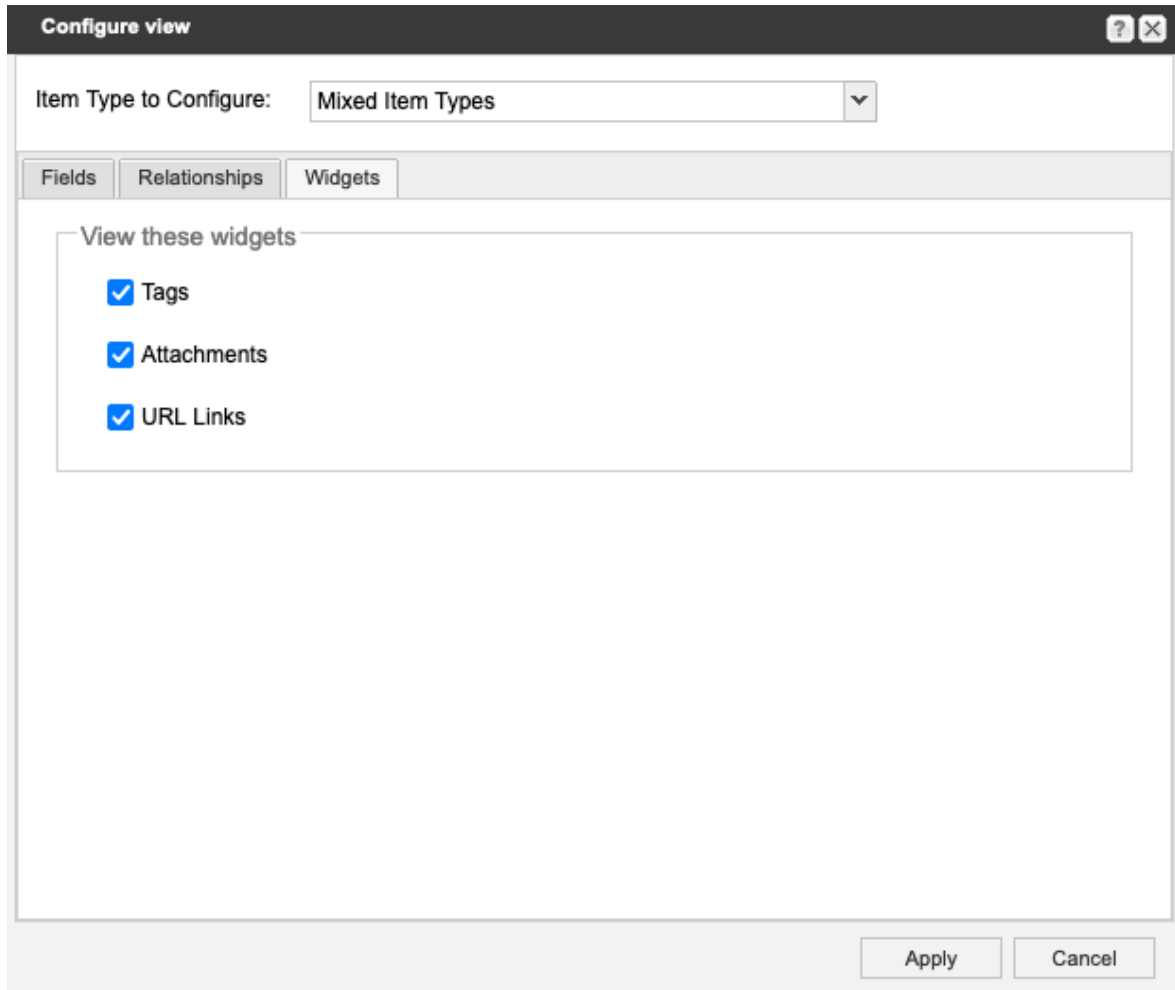 Configure view
?
Item Type to Configure: Mixed Item Types
Fields Relationships Widgets
View these widgets
Tags
Attachments
URL Links
Apply Cancel